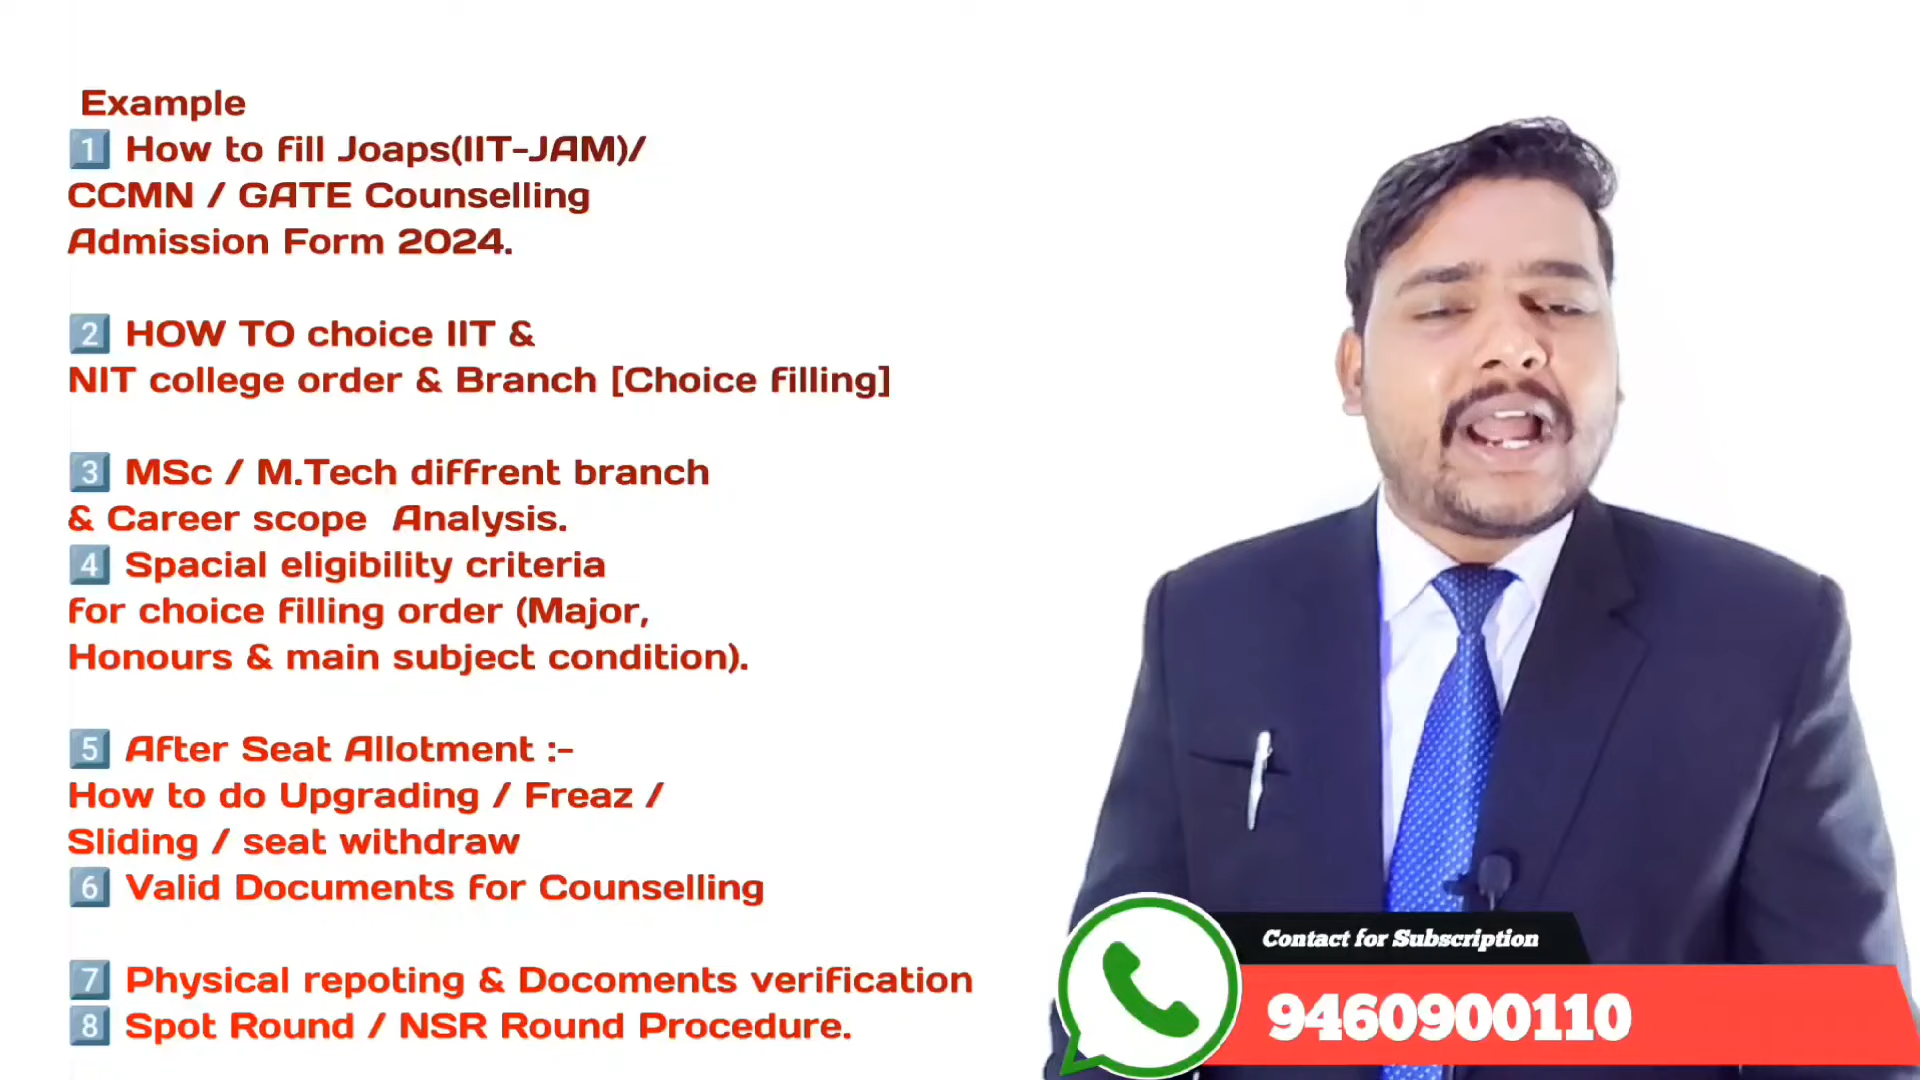 Example
1 How to fill Joaps(IIT-JAM)/
CCMN / GATE Counselling
Admission Form 2024.
2 HOW TO choice IIT &
NIT college order & Branch [Choice filling]
3 MSc / M.Tech diffrent branch
& Career scope Analysis.
4 Spacial eligibility criteria
for choice filling order (Major,
Honours & main subject condition).
5 After Seat Allotment :-
How to do Upgrading / Freaz /
Sliding / seat withdraw
6 Valid Documents for Counselling
7 Physical repoting & Docoments verification
8 Spot Round / NSR Round Procedure.
Contact for Subscription
9460900110